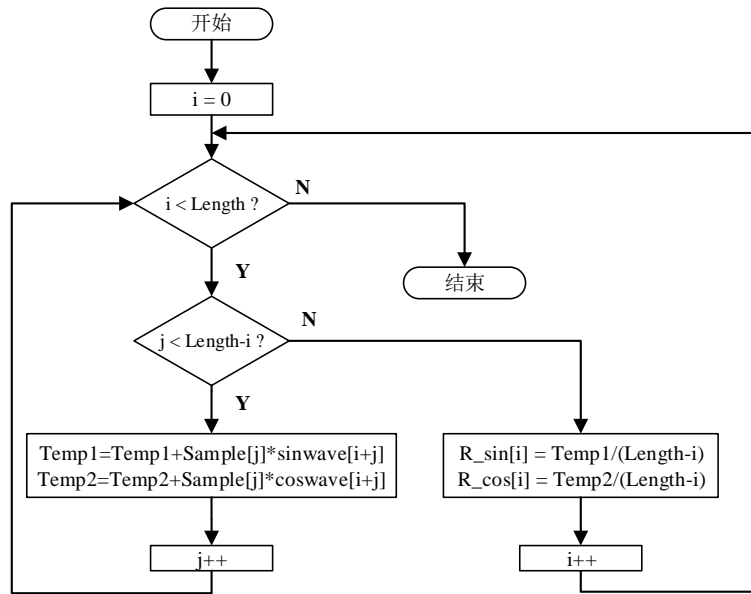 开始
i = 0
i < Length ?
N
结束
Y
j < Length-i ?
N
Y
Temp1=Temp1+Sample[j]*sinwave[i+j]
Temp2=Temp2+Sample[j]*coswave[i+j]
R_sin[i] = Temp1/(Length-i)
R_cos[i] = Temp2/(Length-i)
j++
i++